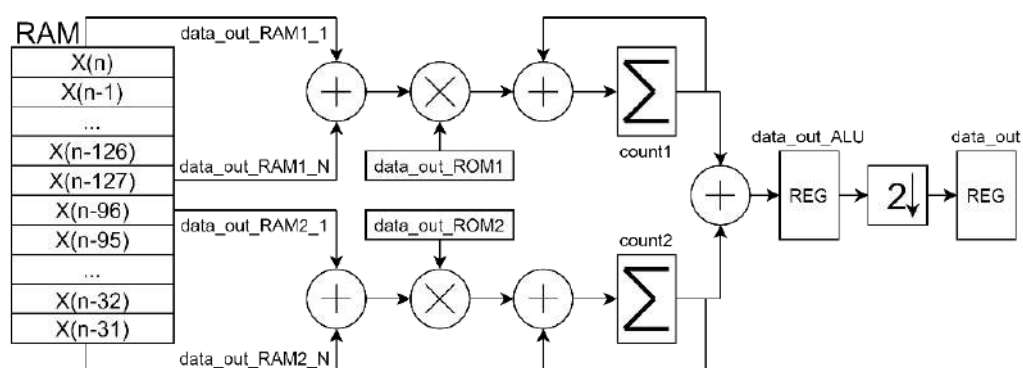 RAM
X(n)
X(n-1)
...
X(n-126)
X(n-127)
X(n-96)
X(n-95)
...
X(n-32)
X(n-31)
data_out_RAM1_1
data_out_RAM1_N
data_out_ROM1
count1
data_out_RAM2_1
data_out_ROM2
count2
data_out_RAM2_N
data_out_ALU
REG
2
data_out
REG